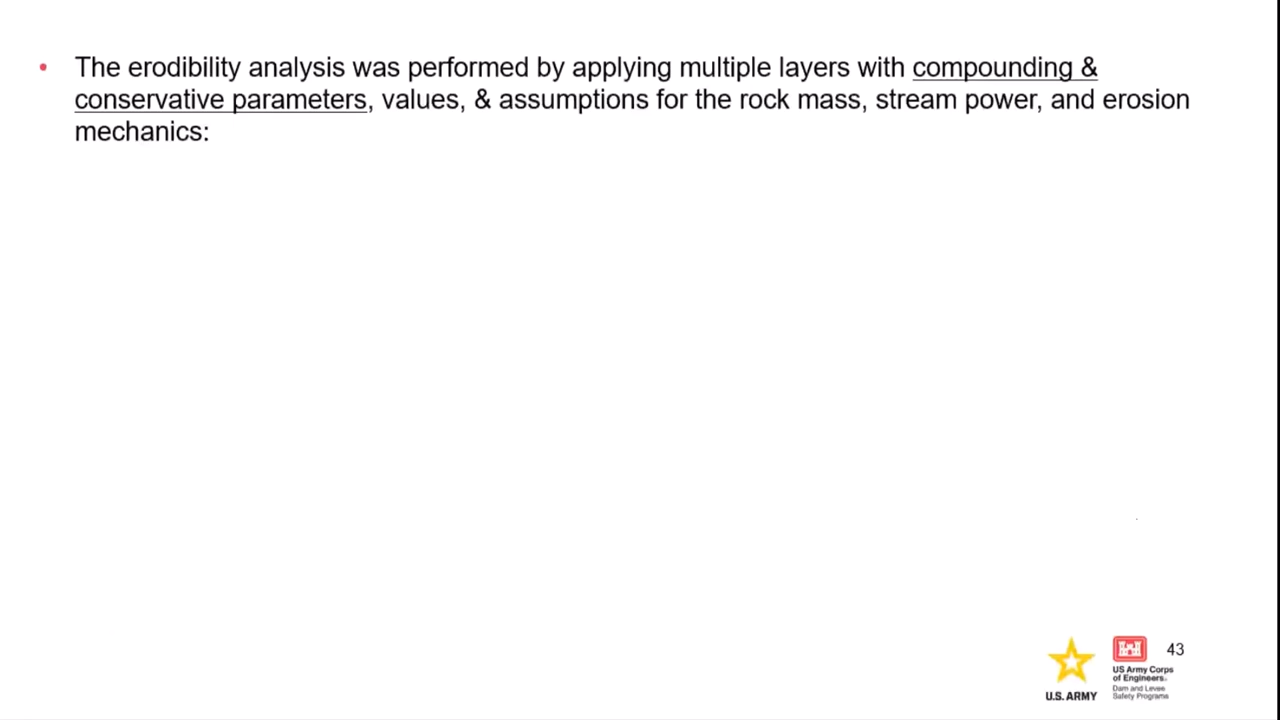 • The erodibility analysis was performed by applying multiple layers with compounding &
conservative parameters, values, & assumptions for the rock mass, stream power, and erosion
mechanics:
43
US Army Corps
of Engineers®
Dam and Levee
Safety Programs
U.S. ARMY